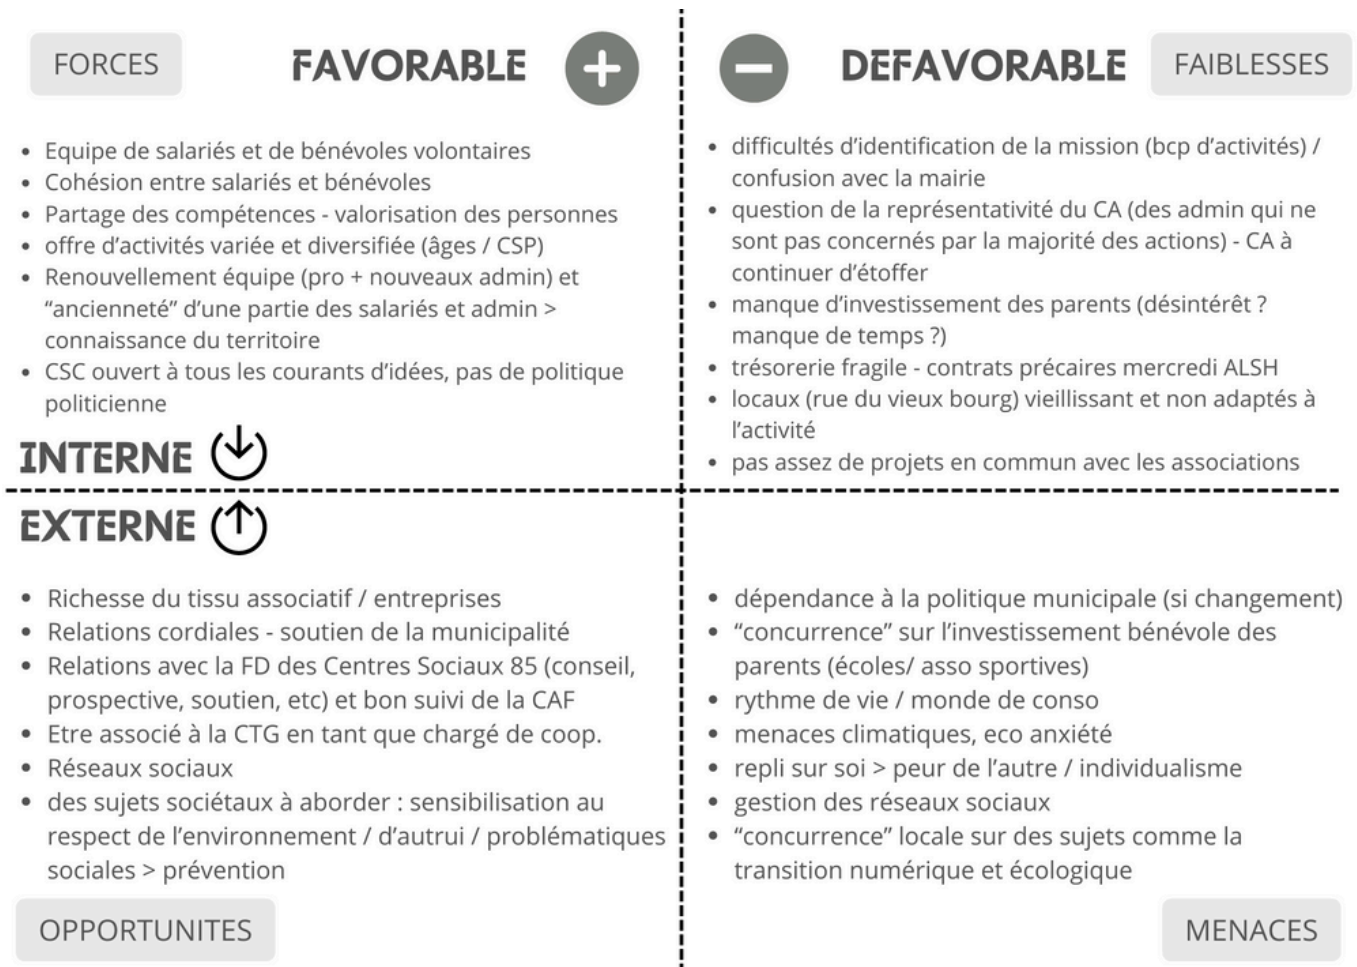 FORCES
FAVORABLE
Equipe de salariés et de bénévoles volontaires
Cohésion entre salariés et bénévoles
Partage des compétences - valorisation des personnes
offre d’activités variée et diversifiée (âges / CSP)
Renouvellement équipe (pro + nouveaux admin) et
“ancienneté” d’une partie des salariés et admin >
connaissance du territoire
CSC ouvert à tous les courants d’idées, pas de politique
politicienne
INTERNE
DEFAVORABLE
FAIBLESSES
difficultés d’identification de la mission (bcp d’activités) /
confusion avec la mairie
question de la représentativité du CA (des admin qui ne
sont pas concernés par la majorité des actions) - CA à
continuer d’étoffer
manque d’investissement des parents (désintérêt ?
manque de temps ?)
trésorerie fragile - contrats précaires mercredi ALSH
locaux (rue du vieux bourg) vieillissant et non adaptés à
l’activité
pas assez de projets en commun avec les associations
EXTERNE
Richesse du tissu associatif / entreprises
Relations cordiales - soutien de la municipalité
Relations avec la FD des Centres Sociaux 85 (conseil,
prospective, soutien, etc) et bon suivi de la CAF
Etre associé à la CTG en tant que chargé de coop.
Réseaux sociaux
des sujets sociétaux à aborder : sensibilisation au
respect de l’environnement / d’autrui / problématiques
sociales > prévention
OPPORTUNITES
dépendance à la politique municipale (si changement)
“concurrence” sur l’investissement bénévole des
parents (écoles/ asso sportives)
rythme de vie / monde de conso
menaces climatiques, eco anxiété
repli sur soi > peur de l’autre / individualisme
gestion des réseaux sociaux
“concurrence” locale sur des sujets comme la
transition numérique et écologique
MENACES